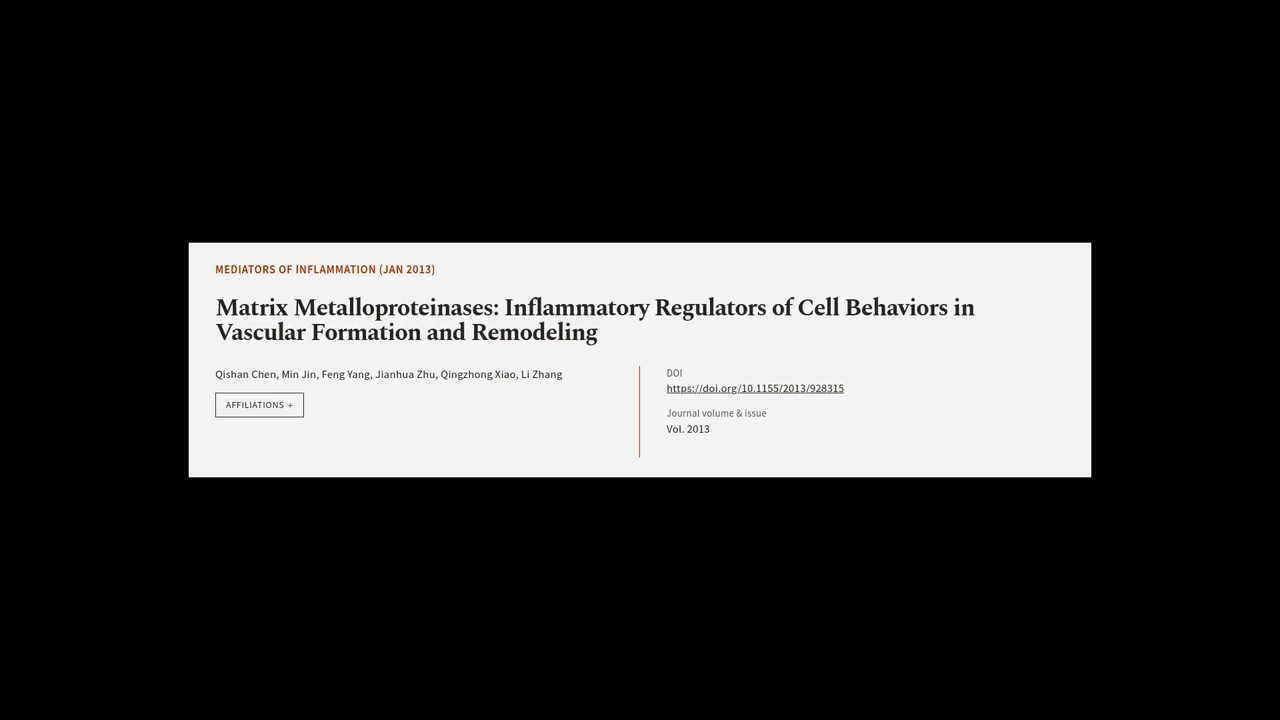 MEDIATORS OF INFLAMMATION (JAN 2013)
Matrix Metalloproteinases: Inflammatory Regulators of Cell Behaviors in
Vascular Formation and Remodeling
Qishan Chen, Min Jin, Feng Yang, Jianhua Zhu, Qingzhong Xiao, Li Zhang
AFFILIATIONS +
DOI
https://doi.org/10.1155/2013/928315
Journal volume & issue
Vol. 2013